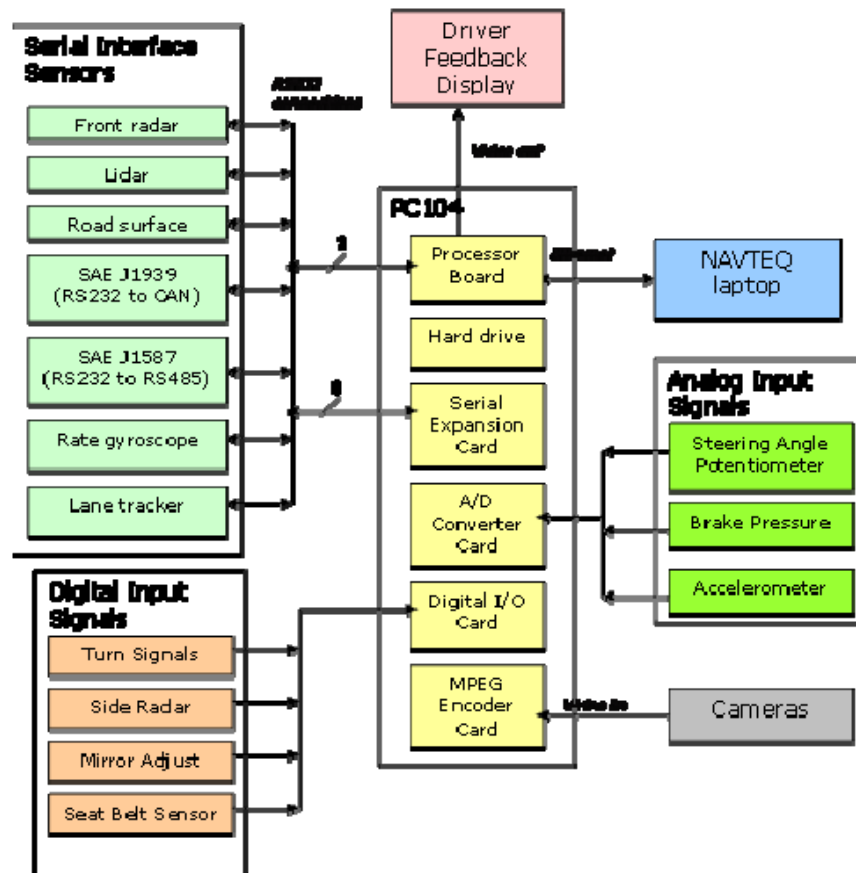 Serial Interface
Sensors
Front radar
Lidar
Road surface
SAE J1939
(RS232 to CAN)
SAE J1587
(RS232 to RS485)
Rate gyroscope
Lane tracker
Digital Input
Signals
Turn Signals
Side Radar
Mirror Adjust
Seat Belt Sensor
Driver
Feedback
Display
PC104
Processor
Board
Hard drive
Serial
Expansion
Card
A/D
Converter
Card
Digital I/O
Card
MPEG
Encoder
Card
NAVTEQ
laptop
Analog Input
Signals
Steering Angle
Potentiometer
Brake Pressure
Accelerometer
Video in
Cameras